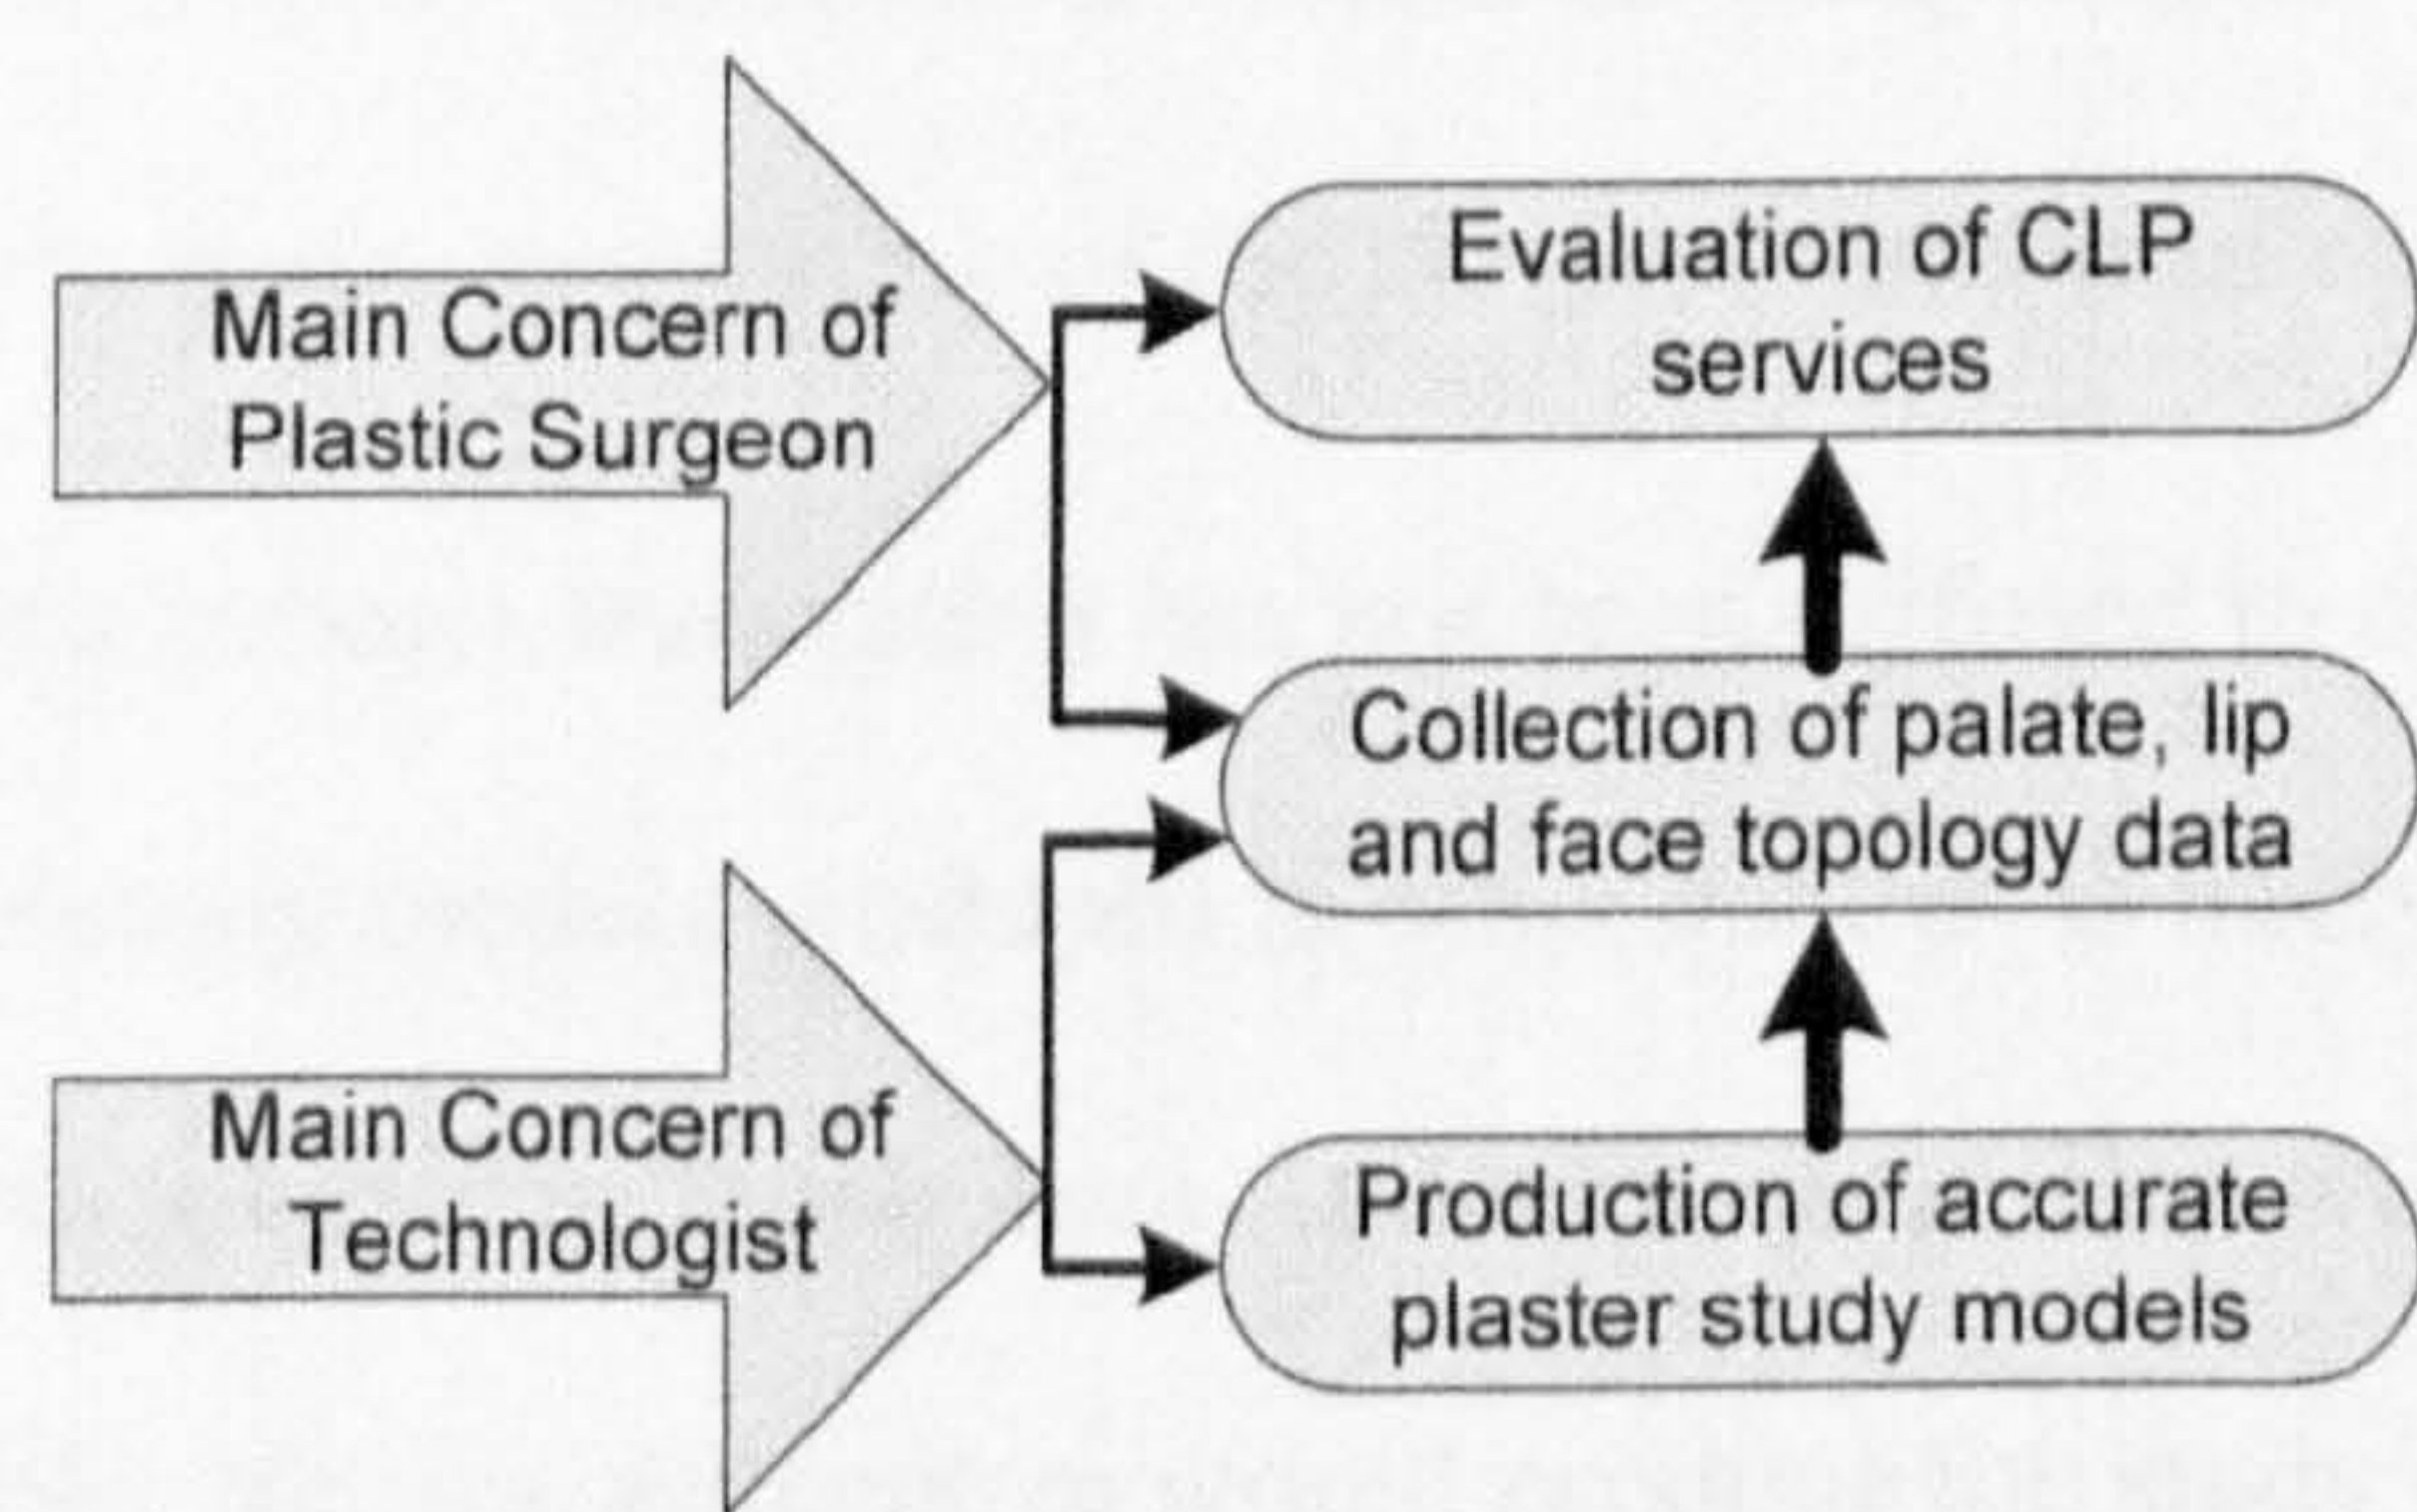 Main Concern of
Plastic Surgeon
Evaluation of CLP
services
Collection of palate, lip
and face topology data
Main Concern of
Technologist
Production of accurate
plaster study models